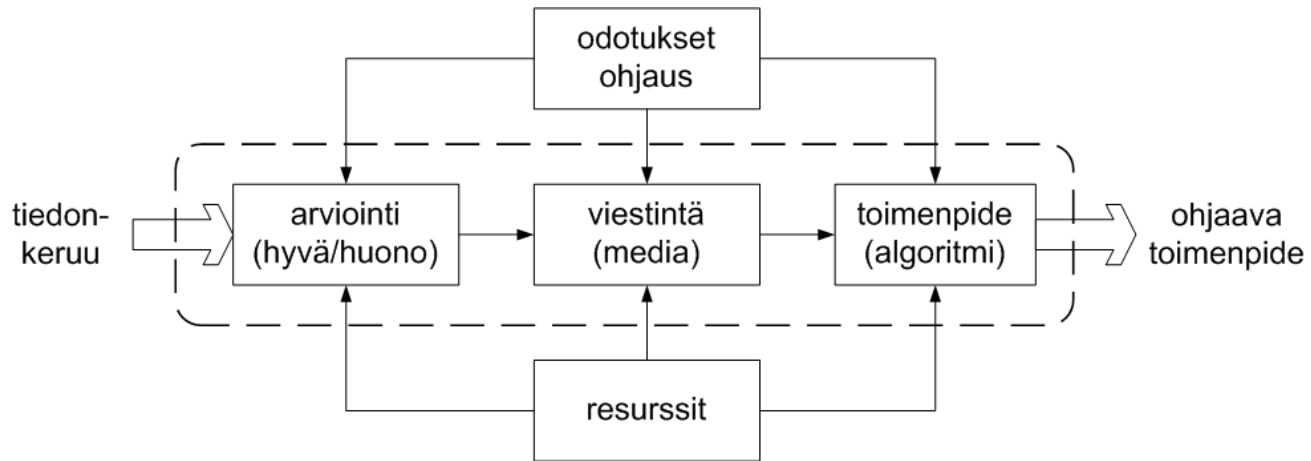 odotukset
ohjaus
tiedon-
keruu
arviointi
(hyvä/huono)
viestintä
(media)
toimenpide
(algoritmi)
ohjaava
toimenpide
resurssit